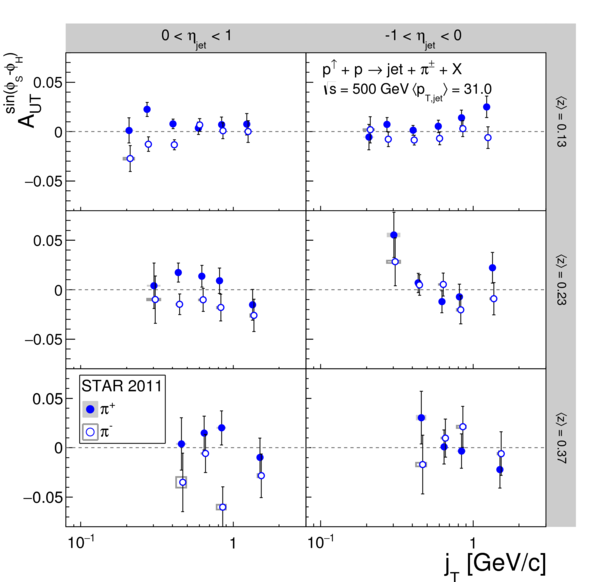 0 < η_jet < 1
-1 < η_jet < 0
A_UT^sin(ϕ_S-ϕ_H)
p↑ + p → jet + π± + X
√s = 500 GeV ⟨p_T,jet⟩ = 31.0
0.05
0
−0.05
⟨z⟩ = 0.13
0.05
0
−0.05
⟨z⟩ = 0.23
STAR 2011
π+
π-
0.05
0
−0.05
⟨z⟩ = 0.37
10−1
1
10−1
1
j_T [GeV/c]